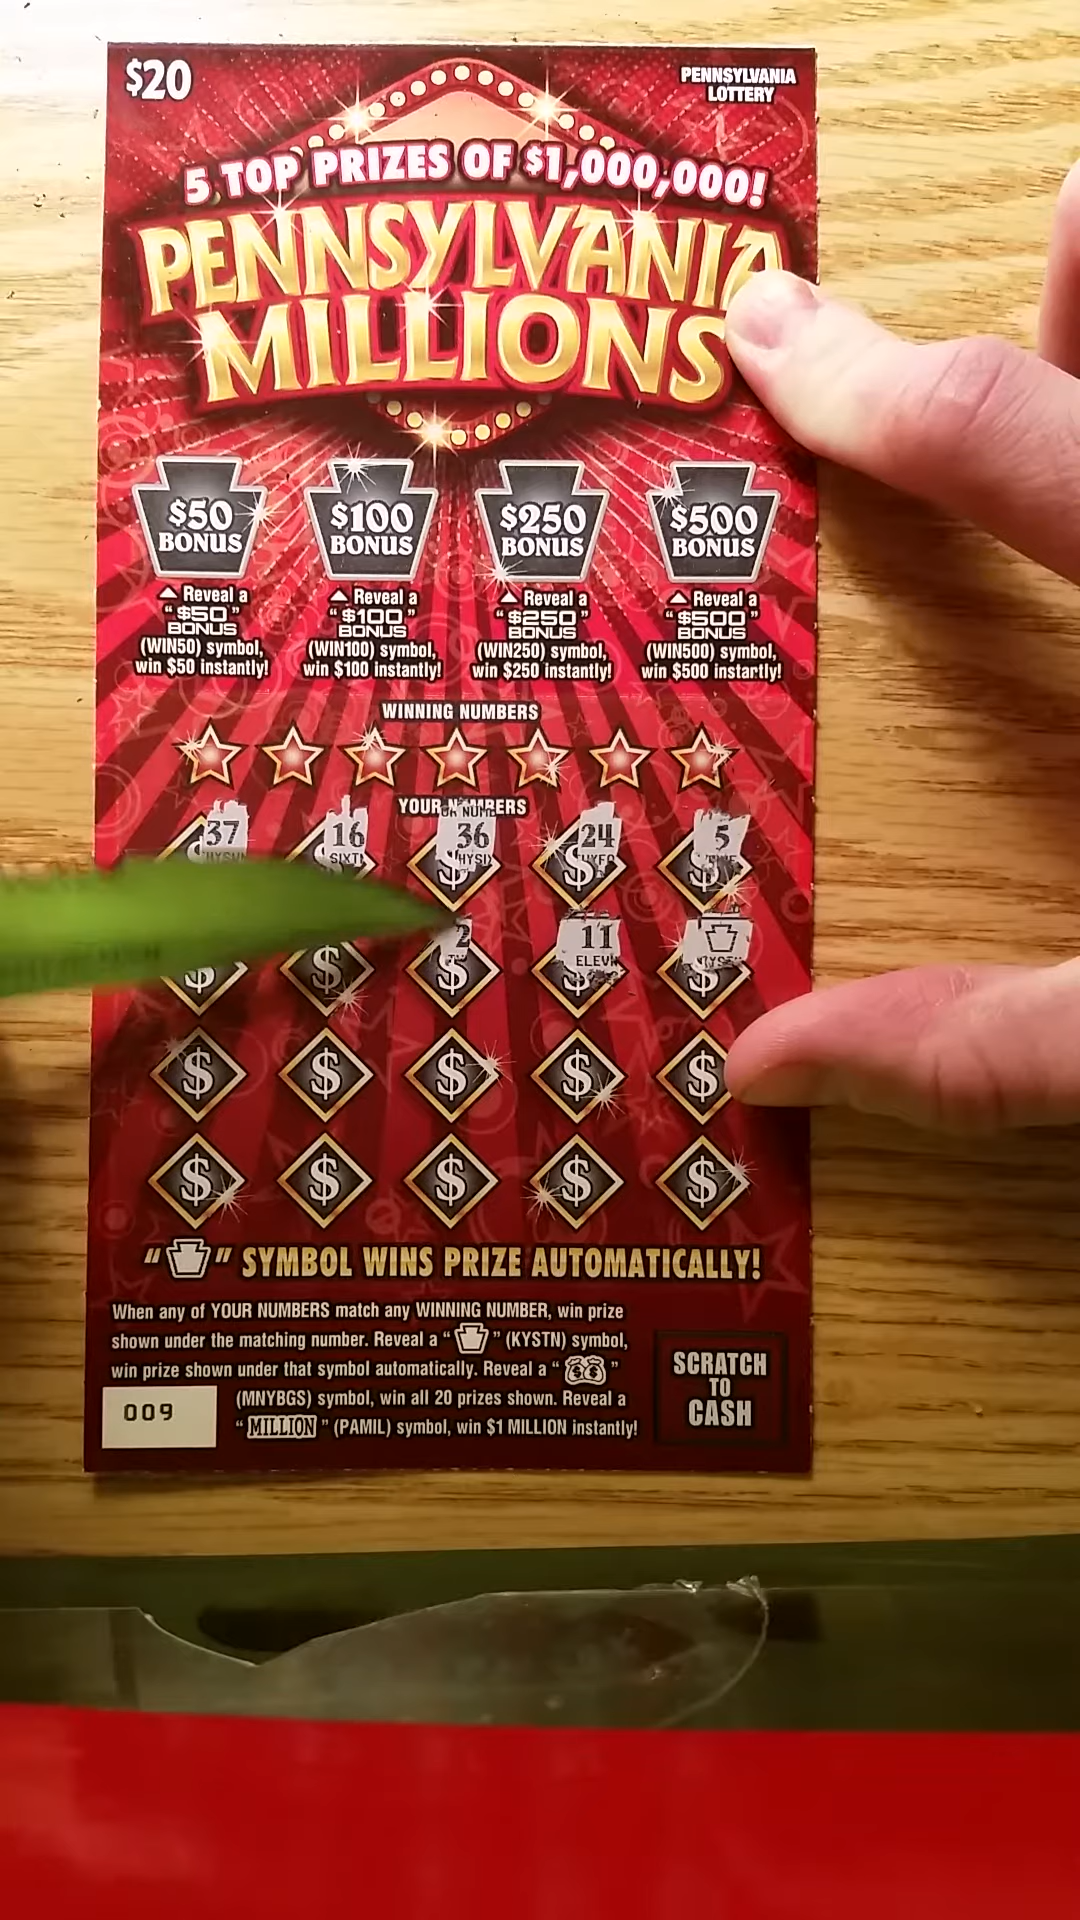 $20
PENNSYLVANIA
LOTTERY
5 TOP PRIZES OF $1,000,000!
PENNSYLVANIA
MILLIONS
$50 BONUS
$100 BONUS
$250 BONUS
$500 BONUS
Reveal a "$50" BONUS (WIN50) symbol, win $50 instantly!
Reveal a "$100" BONUS (WIN100) symbol, win $100 instantly!
Reveal a "$250" BONUS (WIN250) symbol, win $250 instantly!
Reveal a "$500" BONUS (WIN500) symbol, win $500 instantly!
WINNING NUMBERS
YOUR NUMBERS
37 16 36 24 5
SIXTN
$ $ $
2 11
ELEVN
$ $ $ $ $
$ $ $ $ $
$ $ $ $ $
" " SYMBOL WINS PRIZE AUTOMATICALLY!
When any of YOUR NUMBERS match any WINNING NUMBER, win prize
shown under the matching number. Reveal a " " (KYSTN) symbol,
win prize shown under that symbol automatically. Reveal a " "
(MNYBGS) symbol, win all 20 prizes shown. Reveal a
"MILLION" (PAMIL) symbol, win $1 MILLION instantly!
009
SCRATCH
TO
CASH